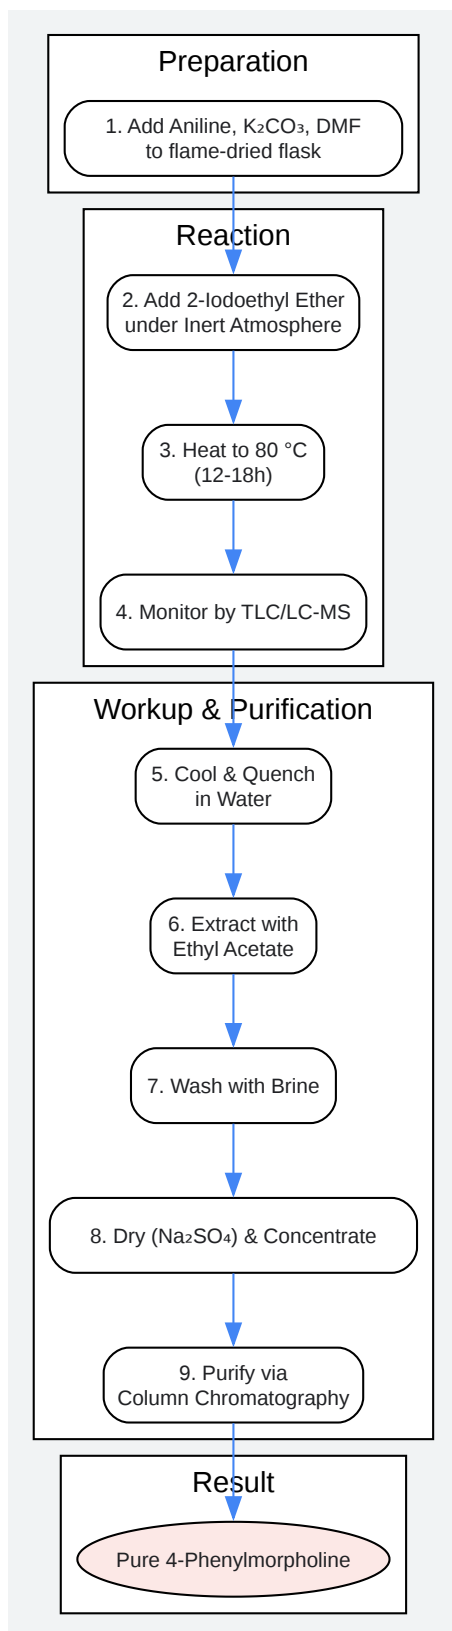 Preparation
1. Add Aniline, K₂CO₃, DMF
to flame-dried flask
Reaction
2. Add 2-Iodoethyl Ether
under Inert Atmosphere
3. Heat to 80 °C
(12-18h)
4. Monitor by TLC/LC-MS
Workup & Purification
5. Cool & Quench
in Water
6. Extract with
Ethyl Acetate
7. Wash with Brine
8. Dry (Na₂SO₄) & Concentrate
9. Purify via
Column Chromatography
Result
Pure 4-Phenylmorpholine